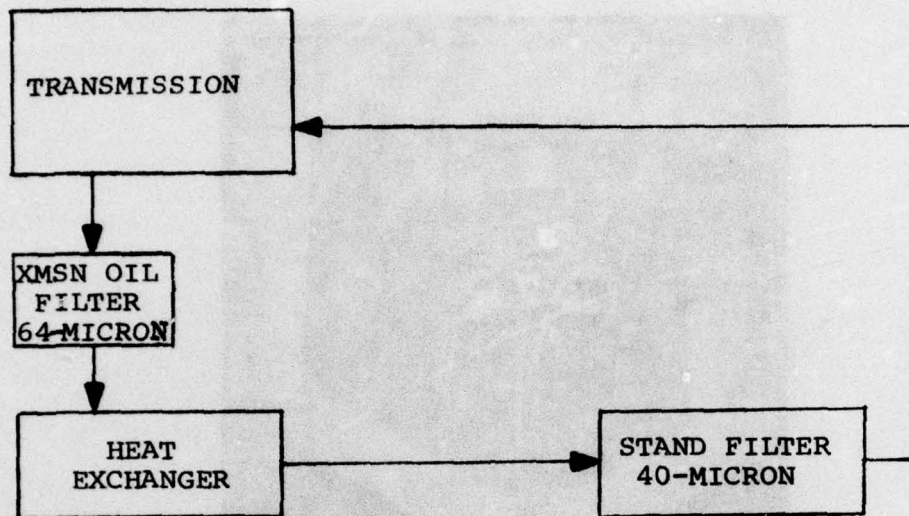 TRANSMISSION
XMSN OIL
FILTER
64-MICRON
HEAT
EXCHANGER
STAND FILTER
40-MICRON